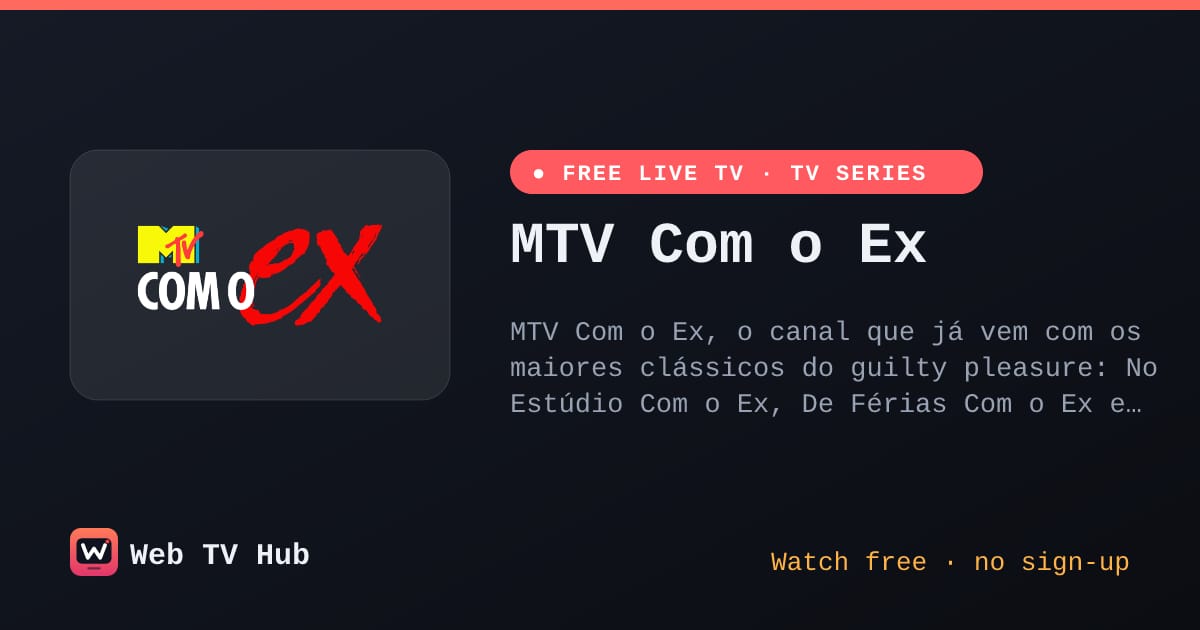 MTV
COM O ex
● FREE LIVE TV · TV SERIES
MTV Com o Ex
MTV Com o Ex, o canal que já vem com os
maiores clássicos do guilty pleasure: No
Estúdio Com o Ex, De Férias Com o Ex e…
W Web TV Hub
Watch free · no sign-up